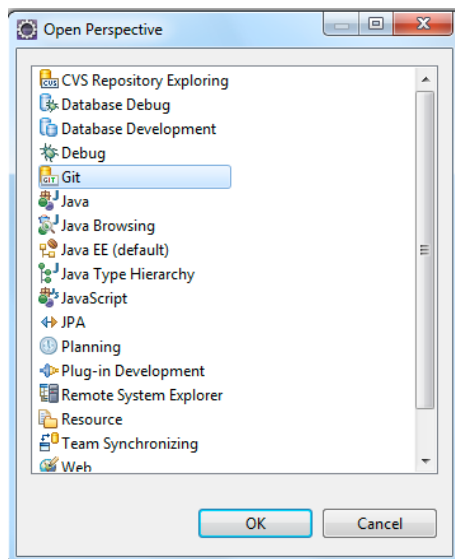 Open Perspective
CVS Repository Exploring
Database Debug
Database Development
Debug
GIT Git
Java
Java Browsing
Java EE (default)
Java Type Hierarchy
JavaScript
JPA
Planning
Plug-in Development
Remote System Explorer
Resource
Team Synchronizing
Web
OK Cancel